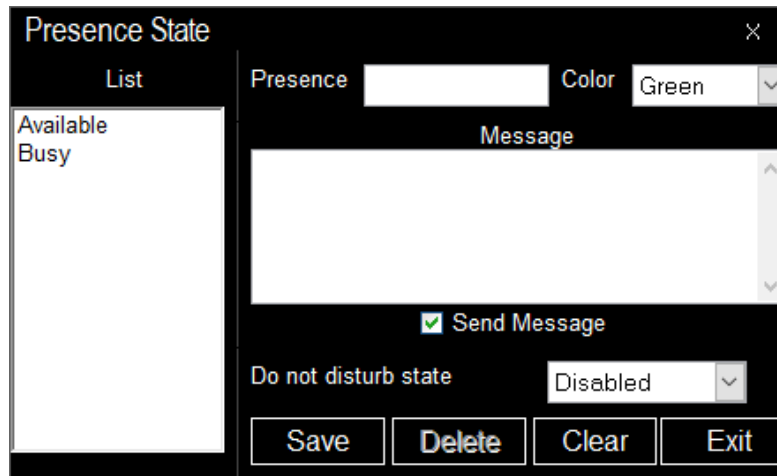 Presence State X
List
Presence
Color
Green
Available
Busy
Message
Send Message
Do not disturb state
Disabled
Save
Delete
Clear
Exit